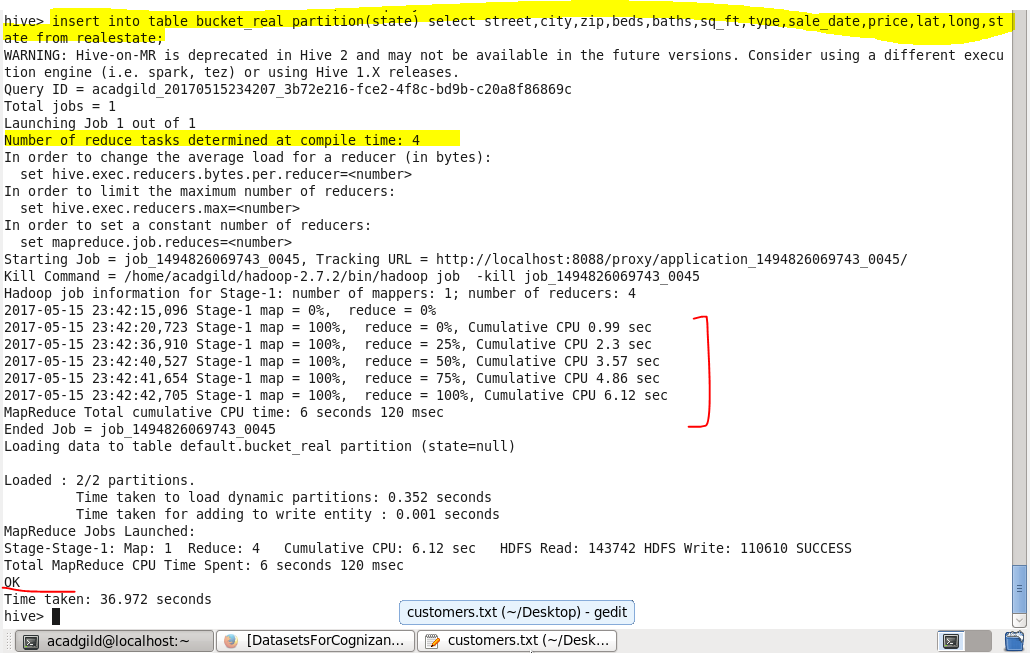 hive> insert into table bucket_real partition(state) select street,city,zip,beds,baths,sq_ft,type,sale_date,price,lat,long,st
ate from realestate;
WARNING: Hive-on-MR is deprecated in Hive 2 and may not be available in the future versions. Consider using a different execu
tion engine (i.e. spark, tez) or using Hive 1.X releases.
Query ID = acadgild_20170515234207_3b72e216-fce2-4f8c-bd9b-c20a8f86869c
Total jobs = 1
Launching Job 1 out of 1
Number of reduce tasks determined at compile time: 4
In order to change the average load for a reducer (in bytes):
  set hive.exec.reducers.bytes.per.reducer=<number>
In order to limit the maximum number of reducers:
  set hive.exec.reducers.max=<number>
In order to set a constant number of reducers:
  set mapreduce.job.reduces=<number>
Starting Job = job_1494826069743_0045, Tracking URL = http://localhost:8088/proxy/application_1494826069743_0045/
Kill Command = /home/acadgild/hadoop-2.7.2/bin/hadoop job  -kill job_1494826069743_0045
Hadoop job information for Stage-1: number of mappers: 1; number of reducers: 4
2017-05-15 23:42:15,096 Stage-1 map = 0%,  reduce = 0%
2017-05-15 23:42:20,723 Stage-1 map = 100%,  reduce = 0%, Cumulative CPU 0.99 sec
2017-05-15 23:42:36,910 Stage-1 map = 100%,  reduce = 25%, Cumulative CPU 2.3 sec
2017-05-15 23:42:40,527 Stage-1 map = 100%,  reduce = 50%, Cumulative CPU 3.57 sec
2017-05-15 23:42:41,654 Stage-1 map = 100%,  reduce = 75%, Cumulative CPU 4.86 sec
2017-05-15 23:42:42,705 Stage-1 map = 100%,  reduce = 100%, Cumulative CPU 6.12 sec
MapReduce Total cumulative CPU time: 6 seconds 120 msec
Ended Job = job_1494826069743_0045
Loading data to table default.bucket_real partition (state=null)
Loaded : 2/2 partitions.
         Time taken to load dynamic partitions: 0.352 seconds
         Time taken for adding to write entity : 0.001 seconds
MapReduce Jobs Launched:
Stage-Stage-1: Map: 1  Reduce: 4   Cumulative CPU: 6.12 sec   HDFS Read: 143742 HDFS Write: 110610 SUCCESS
Total MapReduce CPU Time Spent: 6 seconds 120 msec
OK
Time taken: 36.972 seconds
hive>
customers.txt (~/Desktop) - gedit
acadgild@localhost:~
[DatasetsForCognizan...
customers.txt (~/Desk...